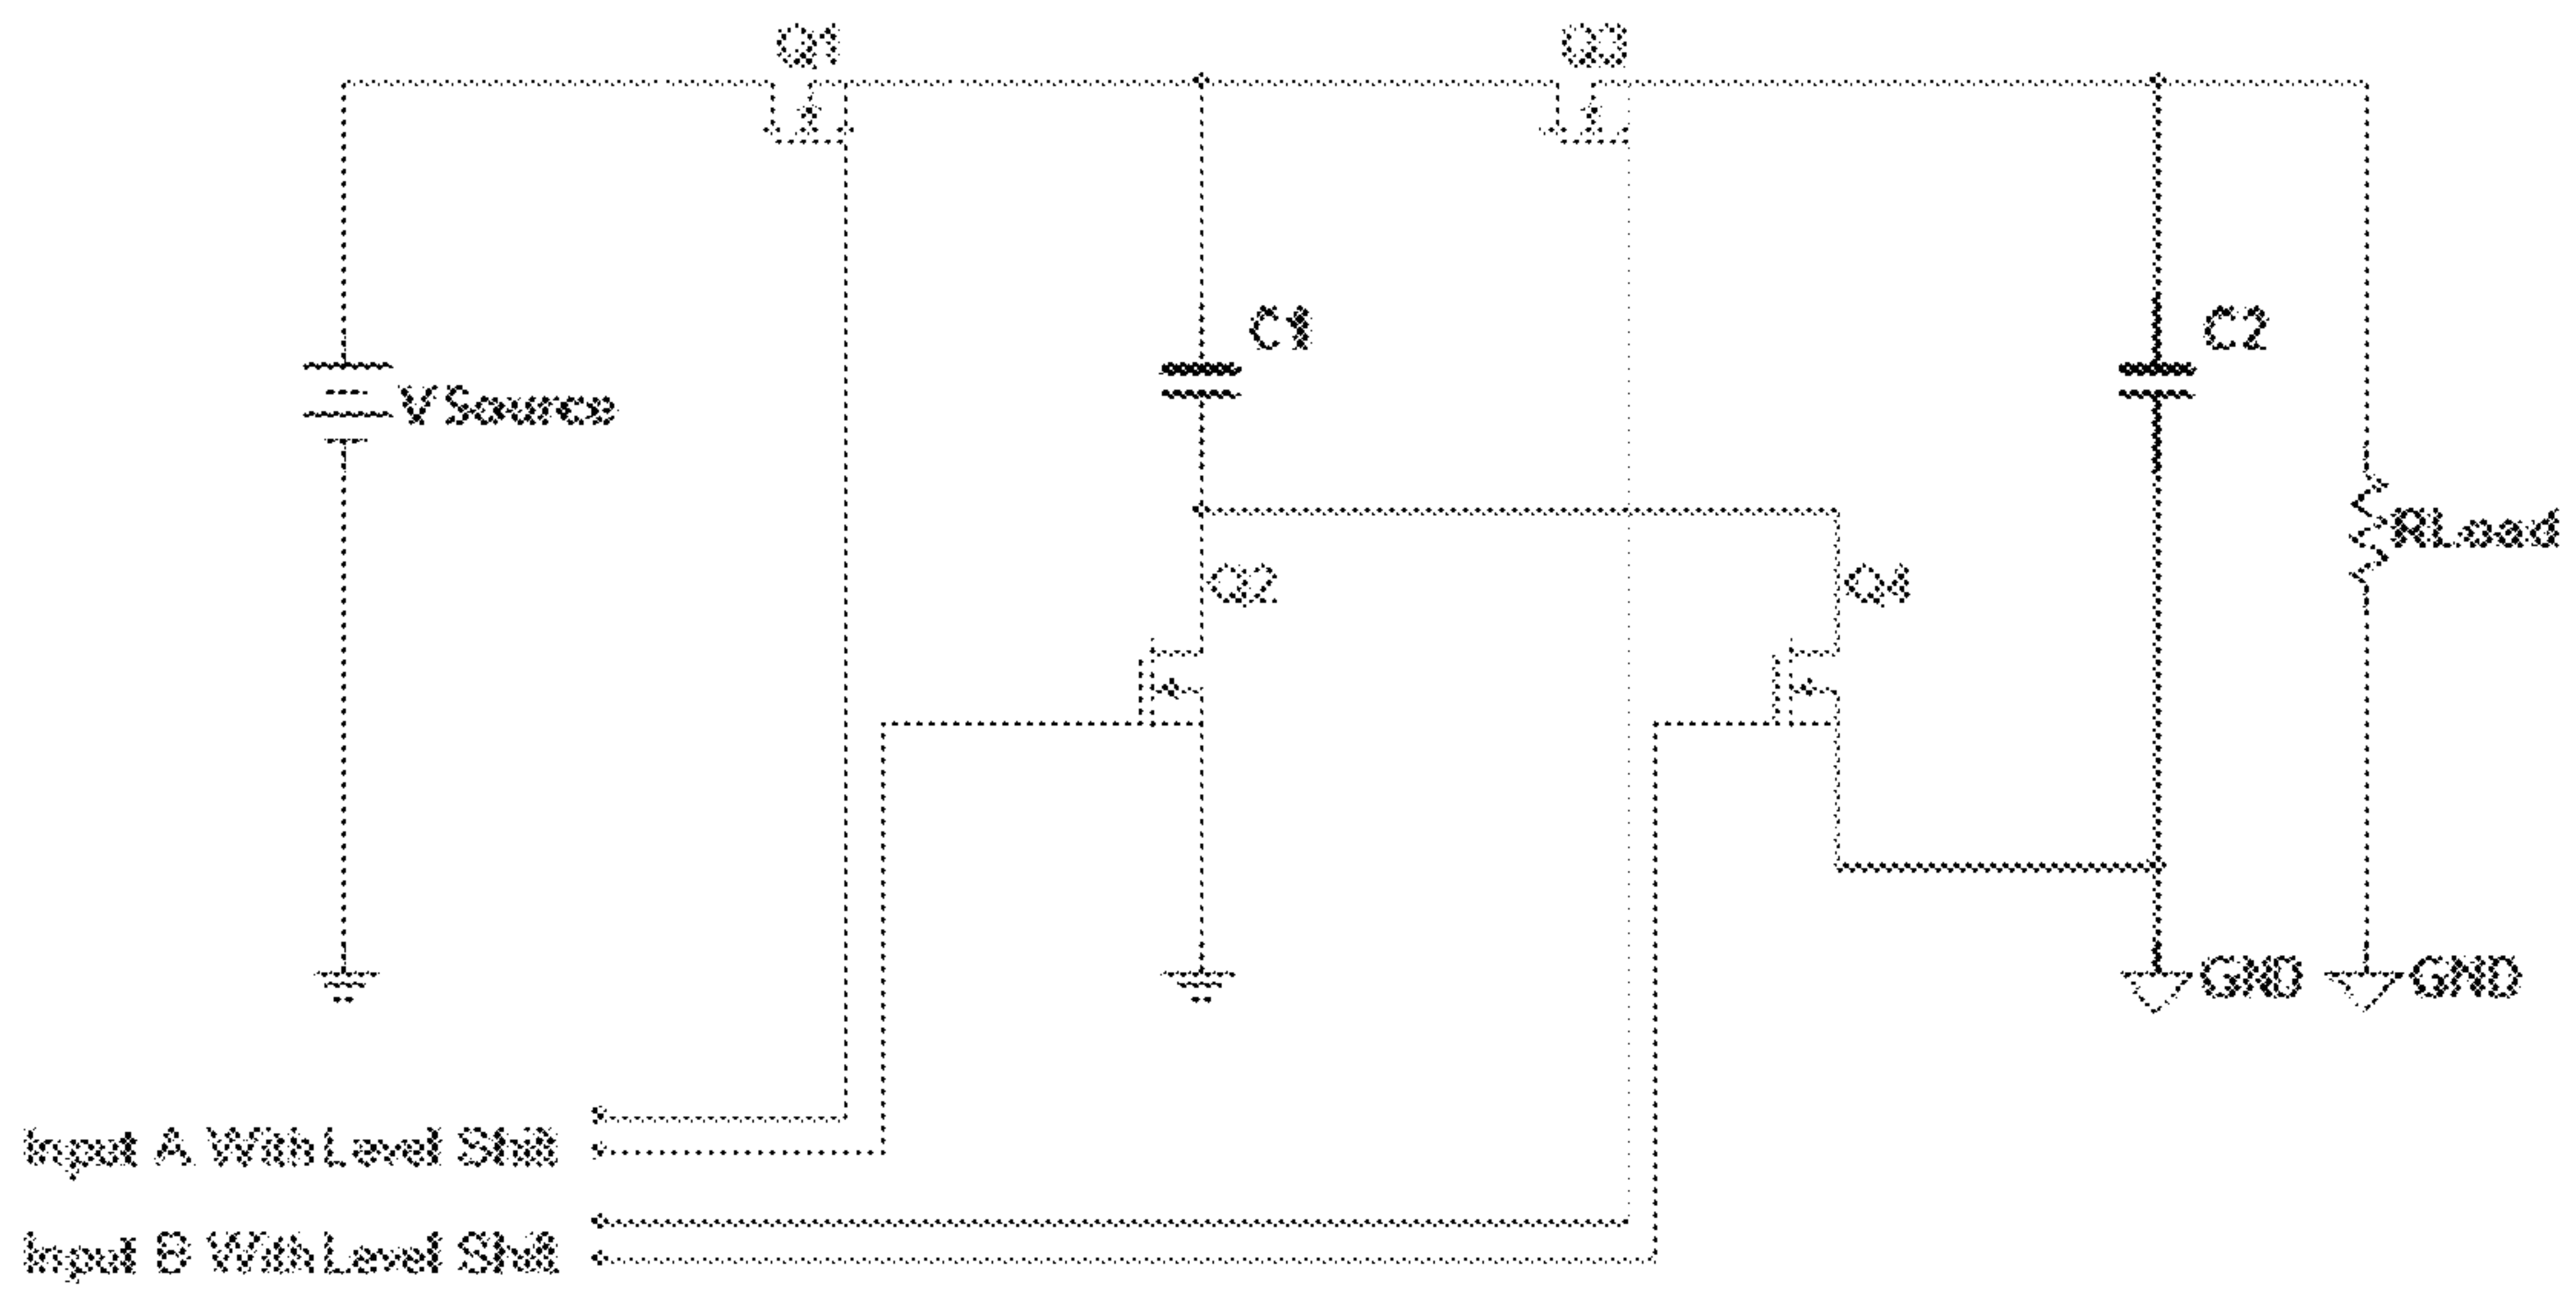 Q1
Q3
C1
C2
V Source
RLoad
Q2
Q4
GND
GND
Input A With Level Shift
Input B With Level Shift